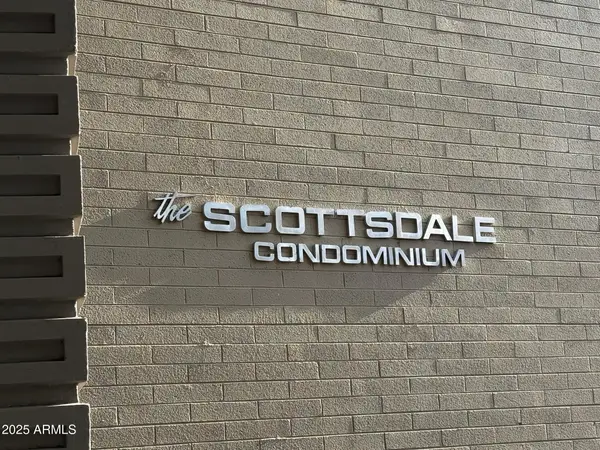 the SCOTTSDALE
CONDOMINIUM
2025 ARMLS